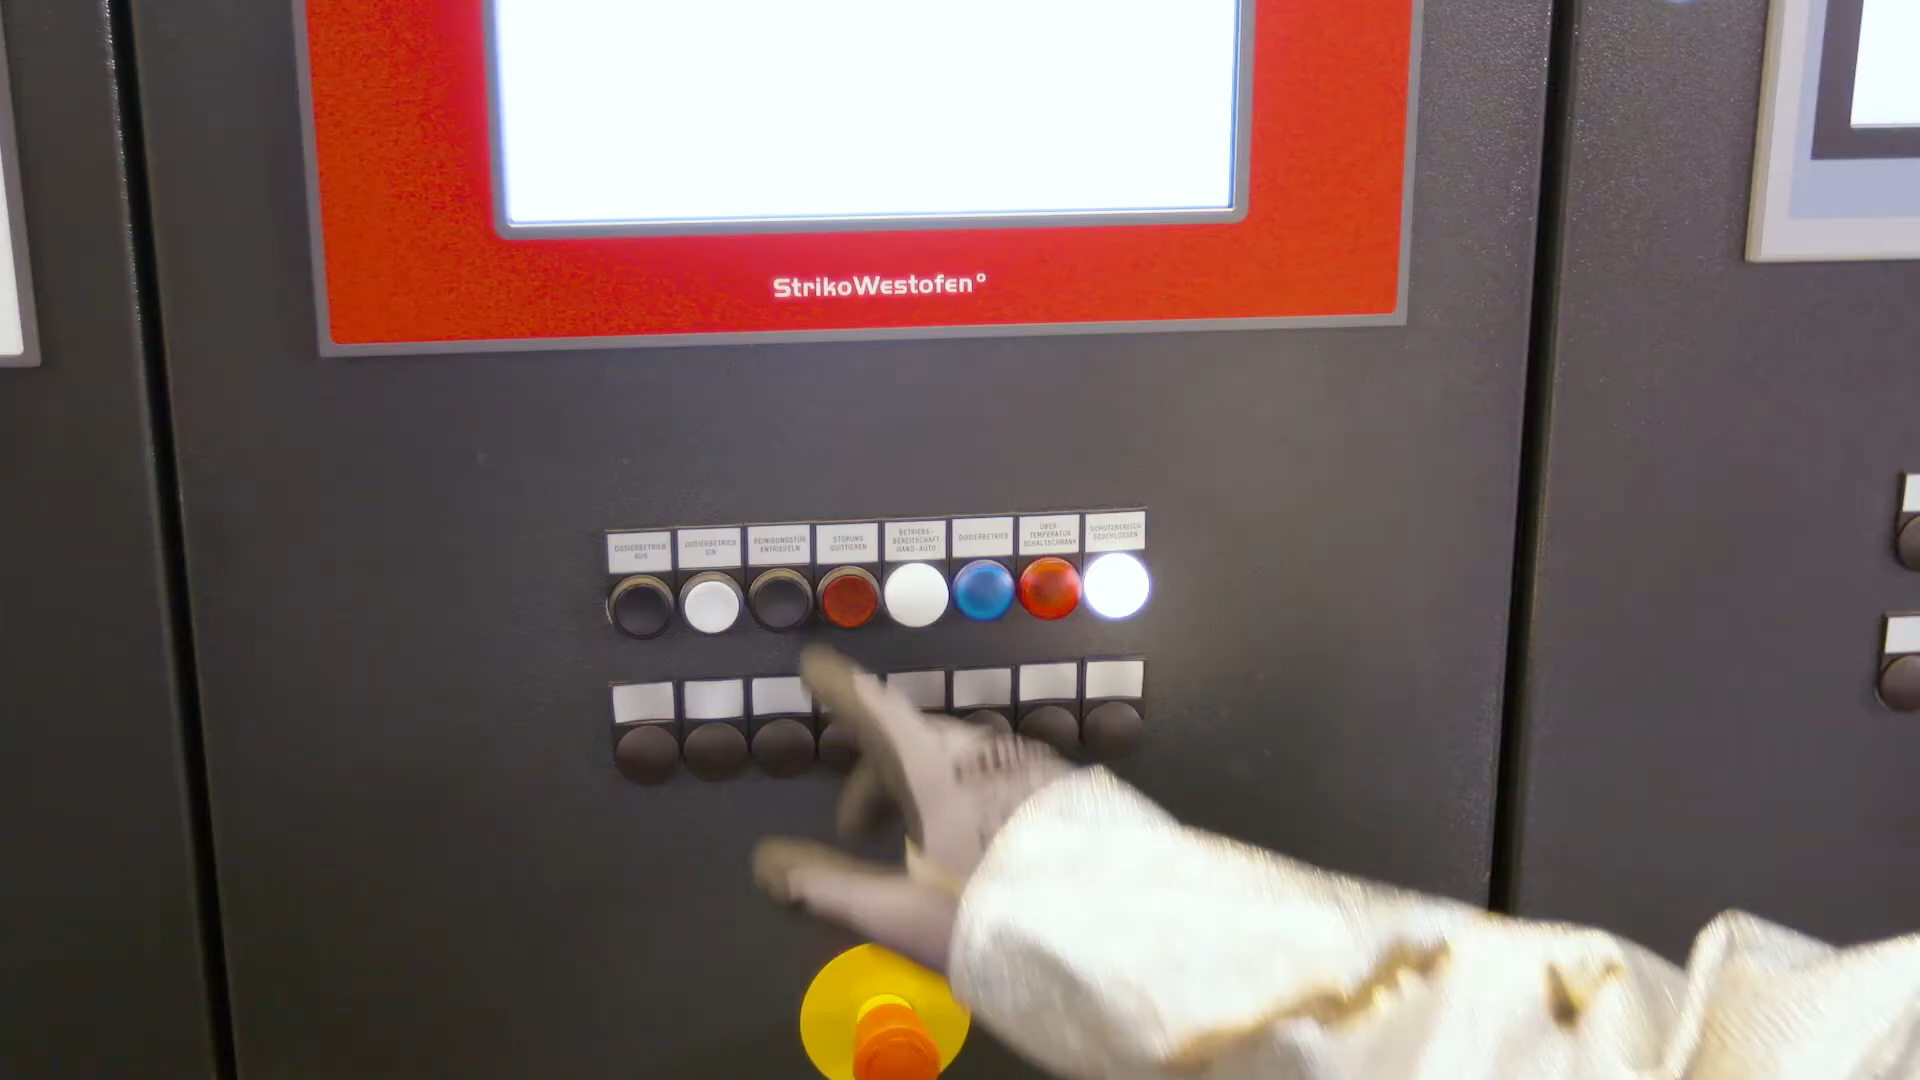 StrikoWestofen°
DOSIERBETRIEB
AUS
DOSIERBETRIEB
EIN
REINIGUNGSTÜR
ENTRIEGELN
STÖRUNG
QUITTIEREN
BETRIEBS-
BEREITSCHAFT
HAND-AUTO
DOSIERBETRIEB
ÜBER-
TEMPERATUR
SCHALTSCHRANK
SCHUTZBEREICH
GESCHLOSSEN